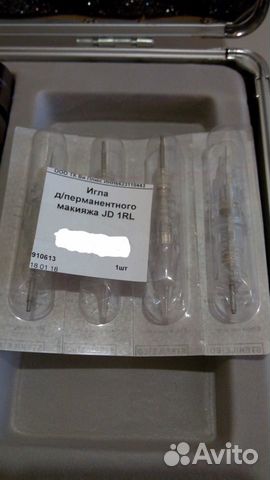 Игла
д/перманентного
макияжа JD 1RL
910613
18.01.18
1шт
Avito